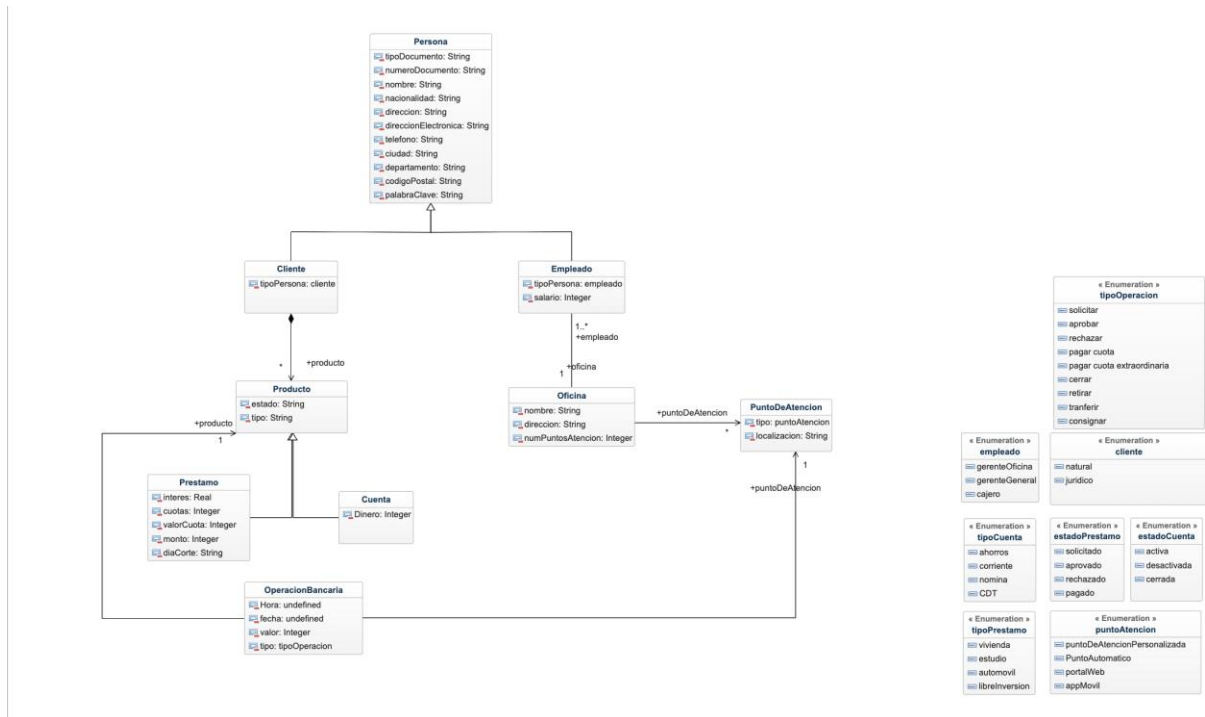 Persona
tipoDocumento: String
numeroDocumento: String
nombre: String
nacionalidad: String
direccion: String
direccionElectronica: String
telefono: String
ciudad: String
departamento: String
codigoPostal: String
palabraClave: String
Cliente
tipoPersona: cliente
Empleado
tipoPersona: empleado
salario: Integer
1..*
+empleado
+oficina
1
*
+producto
Producto
estado: String
tipo: String
+producto
1
Oficina
nombre: String
direccion: String
numPuntosAtencion: Integer
+puntoDeAtencion
*
PuntoDeAtencion
tipo: puntoAtencion
localizacion: String
1
+puntoDeAtencion
Prestamo
interes: Real
cuotas: Integer
valorCuota: Integer
monto: Integer
diaCorte: String
Cuenta
Dinero: Integer
OperacionBancaria
Hora: undefined
fecha: undefined
valor: Integer
tipo: tipoOperacion
« Enumeration »
tipoOperacion
solicitar
aprobar
rechazar
pagar cuota
pagar cuota extraordinaria
cerrar
retirar
tranferir
consignar
« Enumeration »
empleado
gerenteOficina
gerenteGeneral
cajero
« Enumeration »
cliente
natural
juridico
« Enumeration »
tipoCuenta
ahorros
corriente
nomina
CDT
« Enumeration »
estadoPrestamo
solicitado
aprovado
rechazado
pagado
« Enumeration »
estadoCuenta
activa
desactivada
cerrada
« Enumeration »
tipoPrestamo
vivienda
estudio
automovil
libreInversion
« Enumeration »
puntoAtencion
puntoDeAtencionPersonalizada
PuntoAutomatico
portalWeb
appMovil